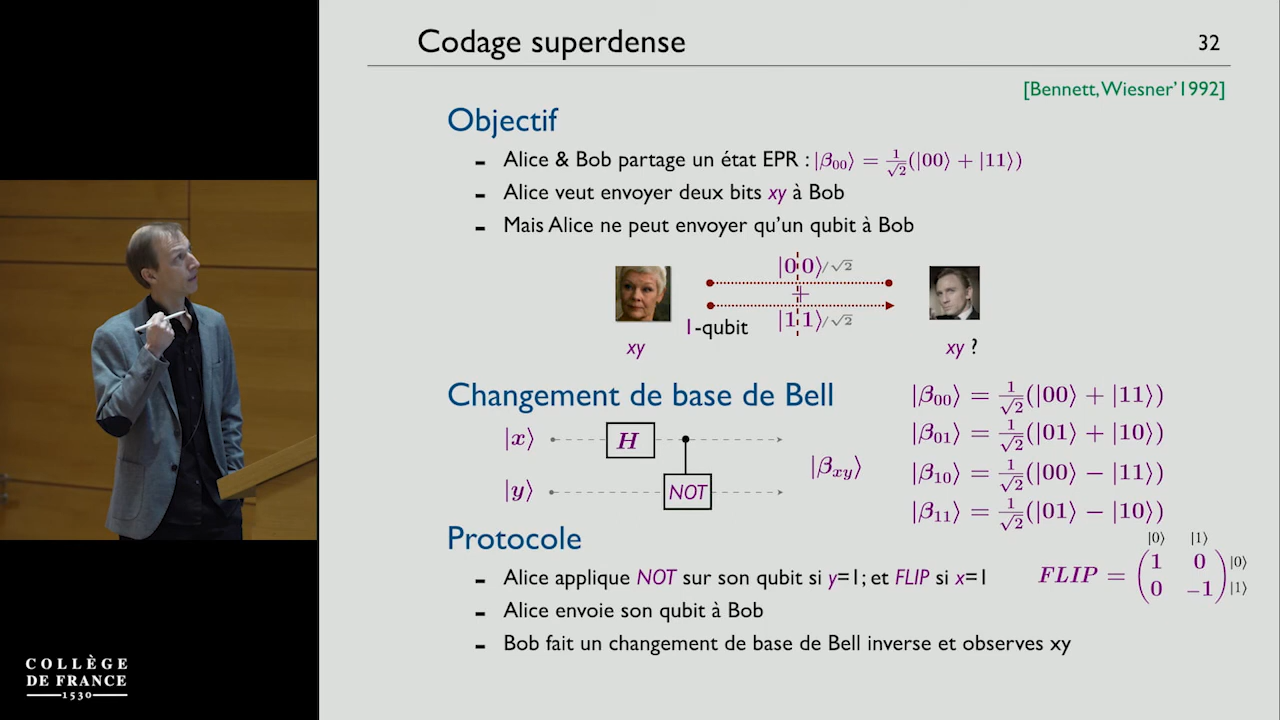 Codage superdense
32
[Bennett, Wiesner'1992]
Objectif
- Alice & Bob partage un état EPR : |β₀₀⟩ = 1/√2(|00⟩ + |11⟩)
- Alice veut envoyer deux bits xy à Bob
- Mais Alice ne peut envoyer qu'un qubit à Bob
|0 0⟩/√2
+
|1 1⟩/√2
1-qubit
xy
xy ?
Changement de base de Bell
|x⟩
H
|y⟩
NOT
|βxy⟩
|β₀₀⟩ = 1/√2(|00⟩ + |11⟩)
|β₀₁⟩ = 1/√2(|01⟩ + |10⟩)
|β₁₀⟩ = 1/√2(|00⟩ − |11⟩)
|β₁₁⟩ = 1/√2(|01⟩ − |10⟩)
Protocole
- Alice applique NOT sur son qubit si y=1; et FLIP si x=1
- Alice envoie son qubit à Bob
- Bob fait un changement de base de Bell inverse et observes xy
|0⟩ |1⟩
FLIP = (1 0) |0⟩
(0 −1) |1⟩
COLLÈGE
DE FRANCE
1530